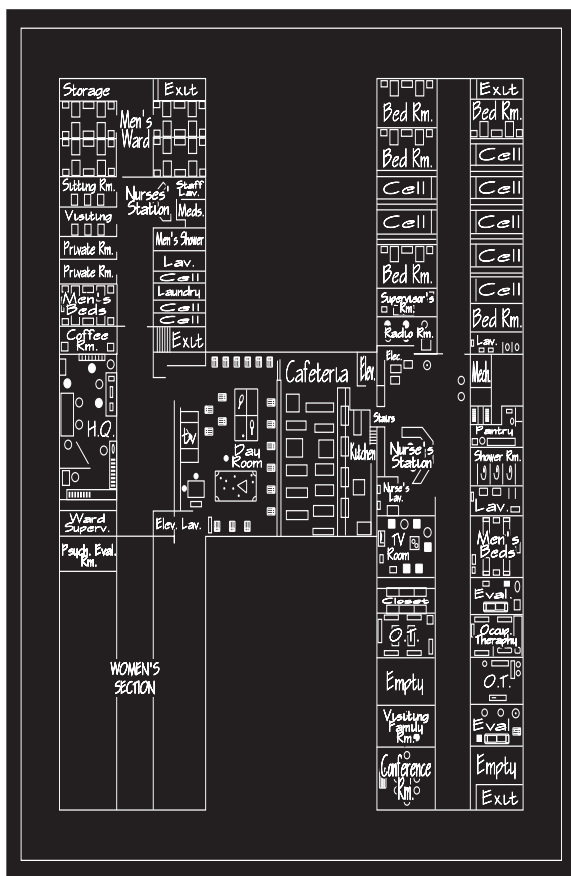 Storage
Exit
Men's
Ward
Sitting Rm.
Visiting
Private Rm.
Private Rm.
Men's
Beds
Coffee
Rm.
H.Q.
Ward
Superv.
Psych. Eval.
Rm.
WOMEN'S
SECTION
Nurses'
Station
Staff
Lav.
Meds.
Men's Shower
Lav.
Cell
Laundry
Cell
Cell
Exit
TV
Day
Room
Elev.
Lav.
Cafeteria
Elev.
Stairs
Kitchen
Bed Rm.
Bed Rm.
Cell
Cell
Bed Rm.
Supervisor's
Rm.
Radio Rm.
Elec.
Nurse's
Station
Nurse's
Lav.
TV
Room
Closet
O.T.
Empty
Visiting
Family
Rm.
Conference
Rm.
Exit
Bed Rm.
Cell
Cell
Cell
Cell
Cell
Bed Rm.
Lav.
Mech.
Pantry
Shower Rm.
Lav.
Men's
Beds
Eval.
Occup.
Theraphy
O.T.
Eval
Empty
Exit